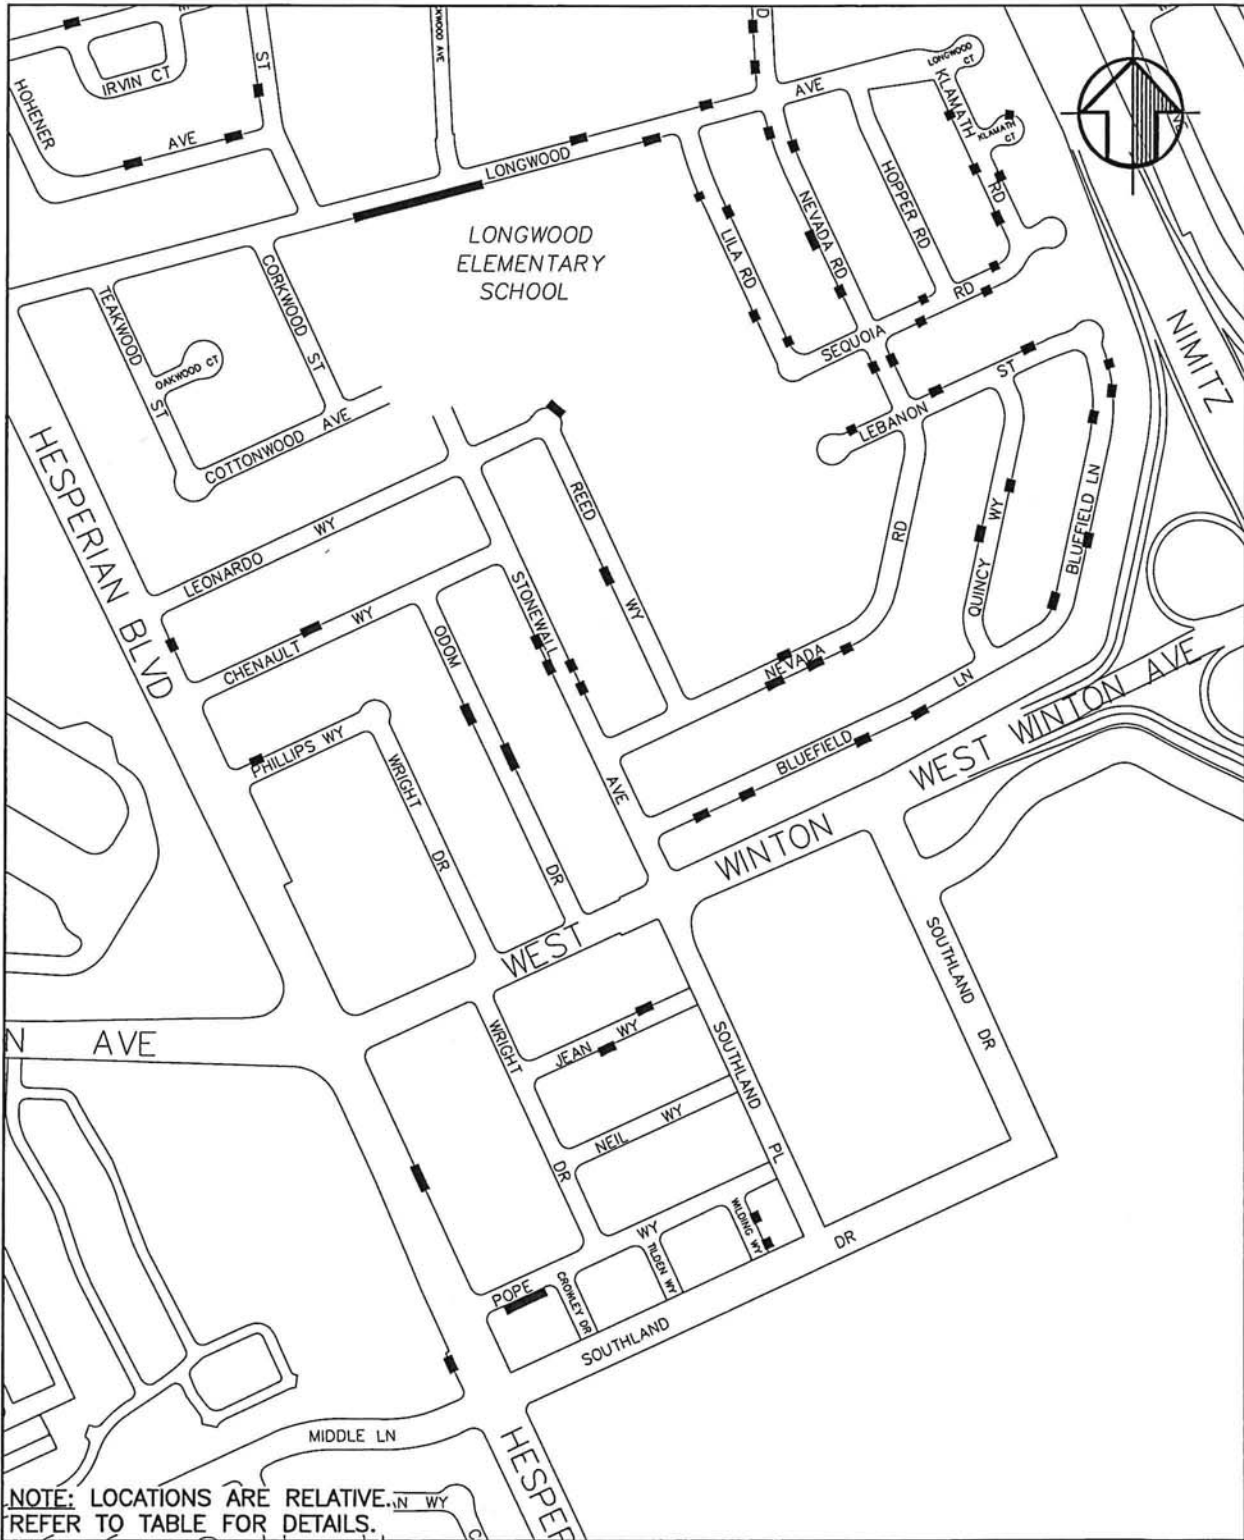 IRVIN CT
HOHENER
AVE
ST
LONGWOOD
AVE
LONGWOOD
CT
KLAMATH
RD
KLAMATH
CT
HOPPER RD
NEVADA RD
LILA RD
LONGWOOD
ELEMENTARY
SCHOOL
TEAKWOOD
ST
CORKWOOD
ST
OAKWOOD CT
COTTONWOOD AVE
SEQUOIA
RD
LEBANON
ST
NIMITZ
HESPERIAN BLVD
LEONARDO
WY
CHENAULT
WY
STONEWALL
AVE
REED
WY
NEVADA
RD
QUINCY WY
BLUEFIELD LN
BLUEFIELD
LN
ODOM
DR
PHILLIPS WY
WRIGHT
DR
WEST WINTON AVE
WEST
WINTON
N AVE
WRIGHT
DR
JEAN WY
NEIL WY
SOUTHLAND
PL
SOUTHLAND
DR
WY
POPE
CROWLEY DR
TILDEN WY
WILDING WY
SOUTHLAND
DR
MIDDLE LN
HESPER
NOTE: LOCATIONS ARE RELATIVE.
REFER TO TABLE FOR DETAILS.
N WY